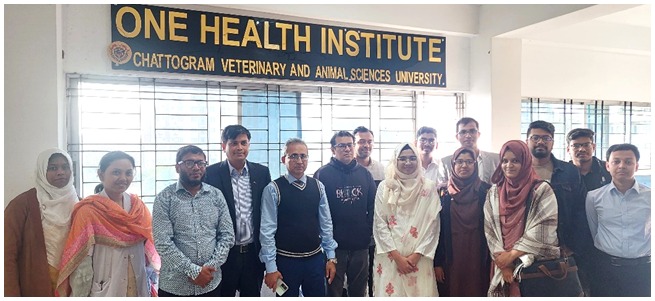 ONE HEALTH INSTITUTE
CHATTOGRAM VETERINARY AND ANIMAL SCIENCES UNIVERSITY.